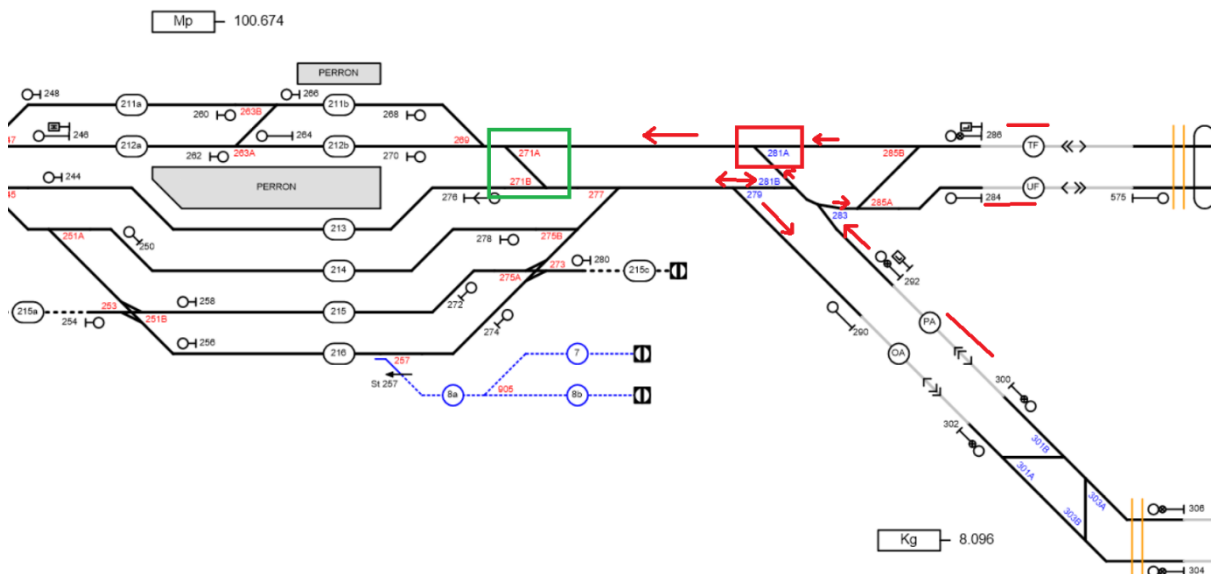 Mp 100.674
PERRON
248
266
211a
260
263B
211b
268
246
264
47
262
263A
212a
212b
270
269
271A
281A
285B
286
TF
PERRON
244
45
276
271B
277
279
281B
283
285A
284
UF
575
213
251A
250
278
275B
214
292
273
280
275A
215c
215a
253
254
258
251B
215
272
290
PA
256
274
216
257
St 257
7
OA
300
8a
905
8b
302
301B
301A
303A
303B
306
Kg 8.096
304